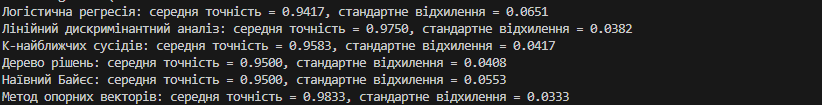 Логістична регресія: середня точність = 0.9417, стандартне відхилення = 0.0651
Лінійний дискримінантний аналіз: середня точність = 0.9750, стандартне відхилення = 0.0382
К-найближчих сусідів: середня точність = 0.9583, стандартне відхилення = 0.0417
Дерево рішень: середня точність = 0.9500, стандартне відхилення = 0.0408
Наївний Байєс: середня точність = 0.9500, стандартне відхилення = 0.0553
Метод опорних векторів: середня точність = 0.9833, стандартне відхилення = 0.0333